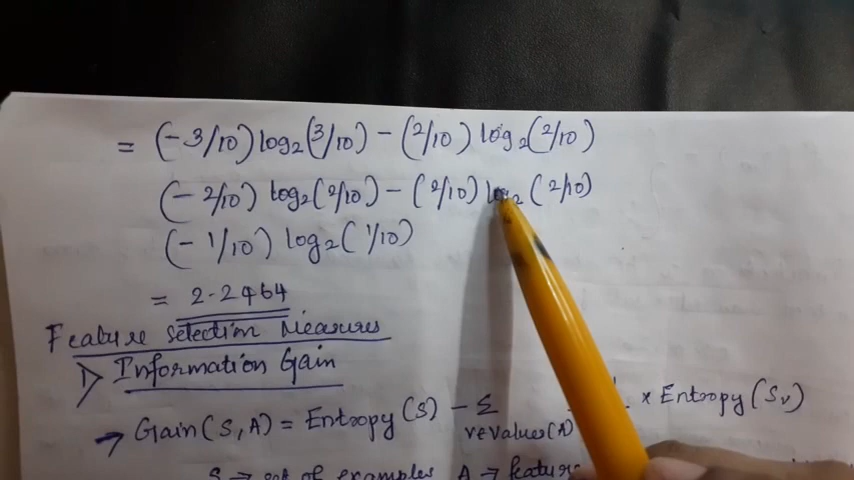 = (-3/10) log2(3/10) - (2/10) log2(2/10)
(- 2/10) log2(2/10) - (2/10) log2 (2/10)
(- 1/10) log2( 1/10)
= 2.2464
Feature selection Measures
1) Information Gain
→ Gain(S, A) = Entropy(S) - Σ v∈Values(A) × Entropy(Sv)
S → set of examples A → feature